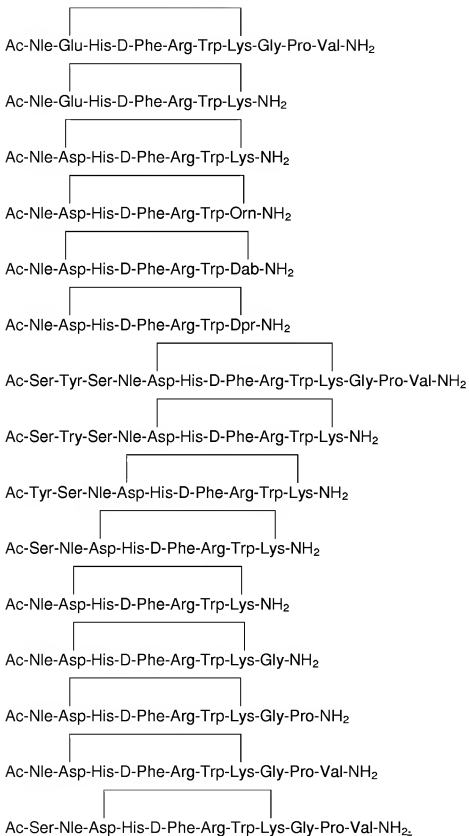 Ac-Nle-Glu-His-D-Phe-Arg-Trp-Lys-Gly-Pro-Val-NH₂
Ac-Nle-Glu-His-D-Phe-Arg-Trp-Lys-NH₂
Ac-Nle-Asp-His-D-Phe-Arg-Trp-Lys-NH₂
Ac-Nle-Asp-His-D-Phe-Arg-Trp-Orn-NH₂
Ac-Nle-Asp-His-D-Phe-Arg-Trp-Dab-NH₂
Ac-Nle-Asp-His-D-Phe-Arg-Trp-Dpr-NH₂
Ac-Ser-Tyr-Ser-Nle-Asp-His-D-Phe-Arg-Trp-Lys-Gly-Pro-Val-NH₂
Ac-Ser-Try-Ser-Nle-Asp-His-D-Phe-Arg-Trp-Lys-NH₂
Ac-Tyr-Ser-Nle-Asp-His-D-Phe-Arg-Trp-Lys-NH₂
Ac-Ser-Nle-Asp-His-D-Phe-Arg-Trp-Lys-NH₂
Ac-Nle-Asp-His-D-Phe-Arg-Trp-Lys-NH₂
Ac-Nle-Asp-His-D-Phe-Arg-Trp-Lys-Gly-NH₂
Ac-Nle-Asp-His-D-Phe-Arg-Trp-Lys-Gly-Pro-NH₂
Ac-Nle-Asp-His-D-Phe-Arg-Trp-Lys-Gly-Pro-Val-NH₂
Ac-Ser-Nle-Asp-His-D-Phe-Arg-Trp-Lys-Gly-Pro-Val-NH₂.